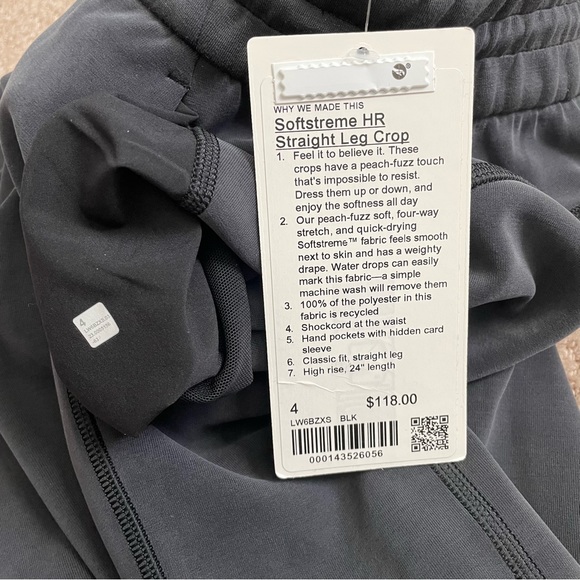 WHY WE MADE THIS
Softstreme HR
Straight Leg Crop
1. Feel it to believe it. These
crops have a peach-fuzz touch
that's impossible to resist.
Dress them up or down, and
enjoy the softness all day
2. Our peach-fuzz soft, four-way
stretch, and quick-drying
Softstreme™ fabric feels smooth
next to skin and has a weighty
drape. Water drops can easily
mark this fabric—a simple
machine wash will remove them
3. 100% of the polyester in this
fabric is recycled
4. Shockcord at the waist
5. Hand pockets with hidden card
sleeve
6. Classic fit, straight leg
7. High rise, 24" length
4 $118.00
LW6BZXS BLK
000143526056
4